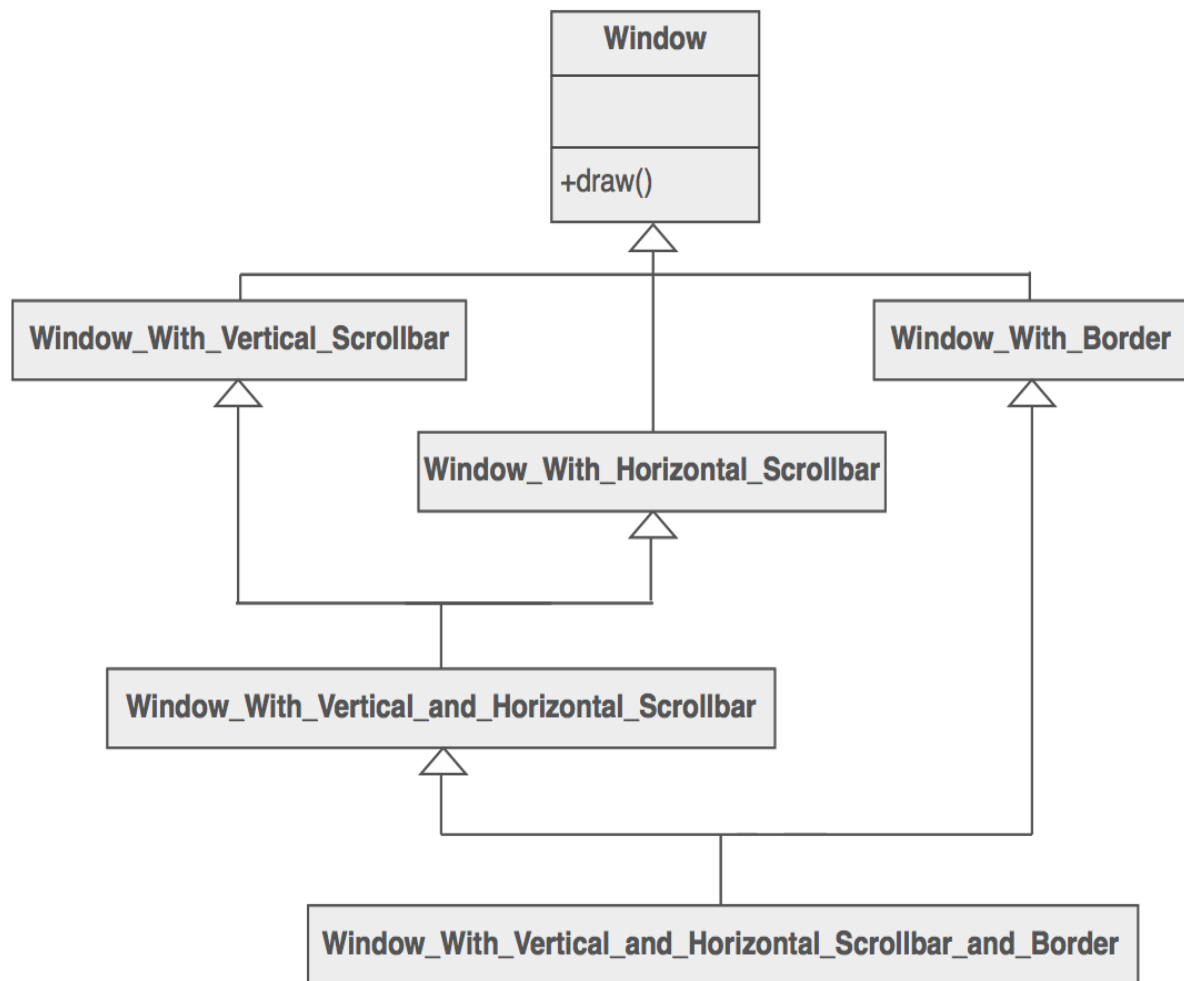 Window
+draw()
Window_With_Vertical_Scrollbar
Window_With_Border
Window_With_Horizontal_Scrollbar
Window_With_Vertical_and_Horizontal_Scrollbar
Window_With_Vertical_and_Horizontal_Scrollbar_and_Border